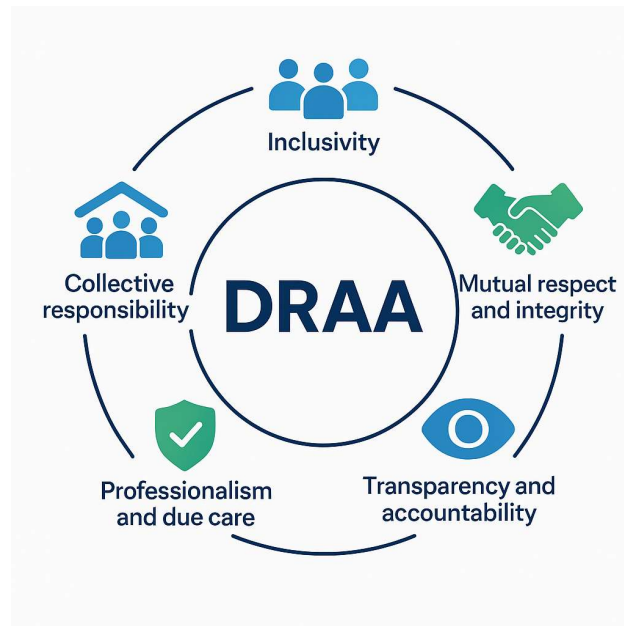 Inclusivity
Mutual respect
and integrity
Transparency and
accountability
Professionalism
and due care
Collective
responsibility
DRAA